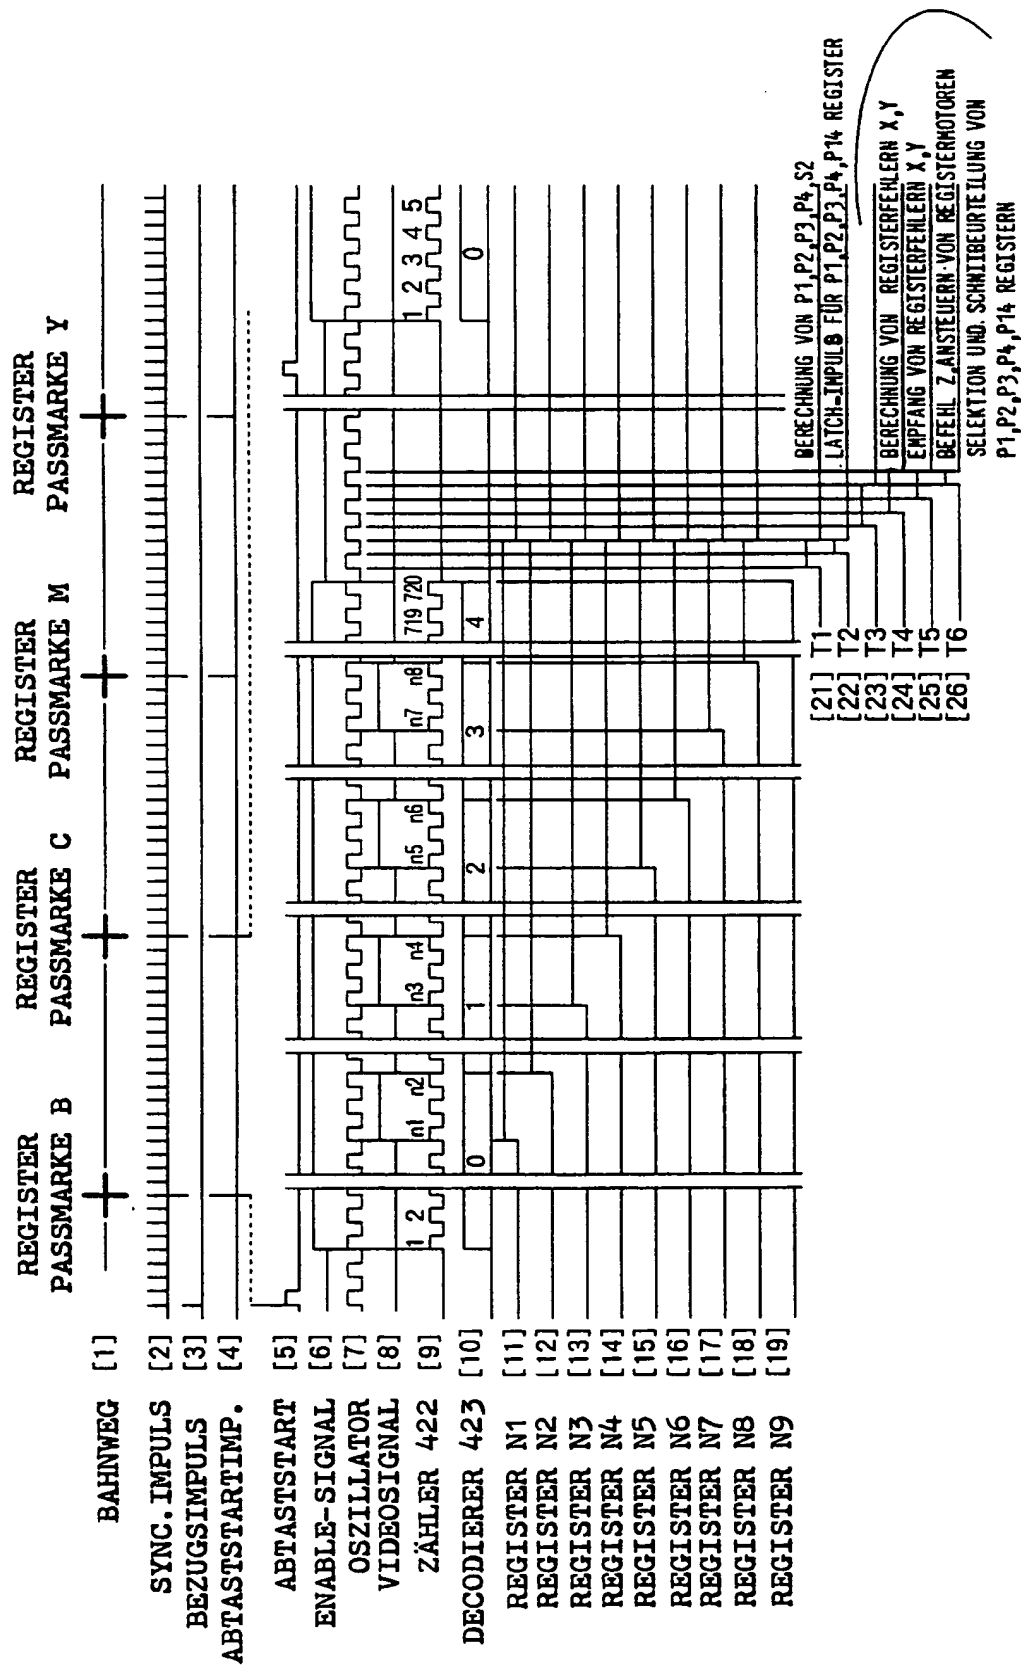 REGISTER
PASSMARKE B
REGISTER
PASSMARKE C
REGISTER
PASSMARKE M
REGISTER
PASSMARKE Y
BAHNWEG [1]
SYNC.IMPULS [2]
BEZUGSIMPULS [3]
ABTASTSTARTIMP. [4]
ABTASTSTART [5]
ENABLE-SIGNAL [6]
OSZILLATOR [7]
VIDEOSIGNAL [8]
ZÄHLER 422 [9] 1 2 n1 n2 n3 n4 n5 n6 n7 n8 719 720 1 2 3 4 5
DECODIERER 423 [10] 0 1 2 3 4 0
REGISTER N1 [11]
REGISTER N2 [12]
REGISTER N3 [13]
REGISTER N4 [14]
REGISTER N5 [15]
REGISTER N6 [16]
REGISTER N7 [17]
REGISTER N8 [18]
REGISTER N9 [19]
[21] T1
[22] T2
[23] T3
[24] T4
[25] T5
[26] T6
BERECHNUNG VON P1,P2,P3,P4,S2
LATCH-IMPULS FÜR P1,P2,P3,P4,P14 REGISTER
BERECHNUNG VON REGISTERFEHLERN X,Y
EMPFANG VON REGISTERFEHLERN X,Y
BEFEHL Z,ANSTEUERN VON REGISTERMOTOREN
SELEKTION UND SCHNIIBEURTEILUNG VON
P1,P2,P3,P4,P14 REGISTERN